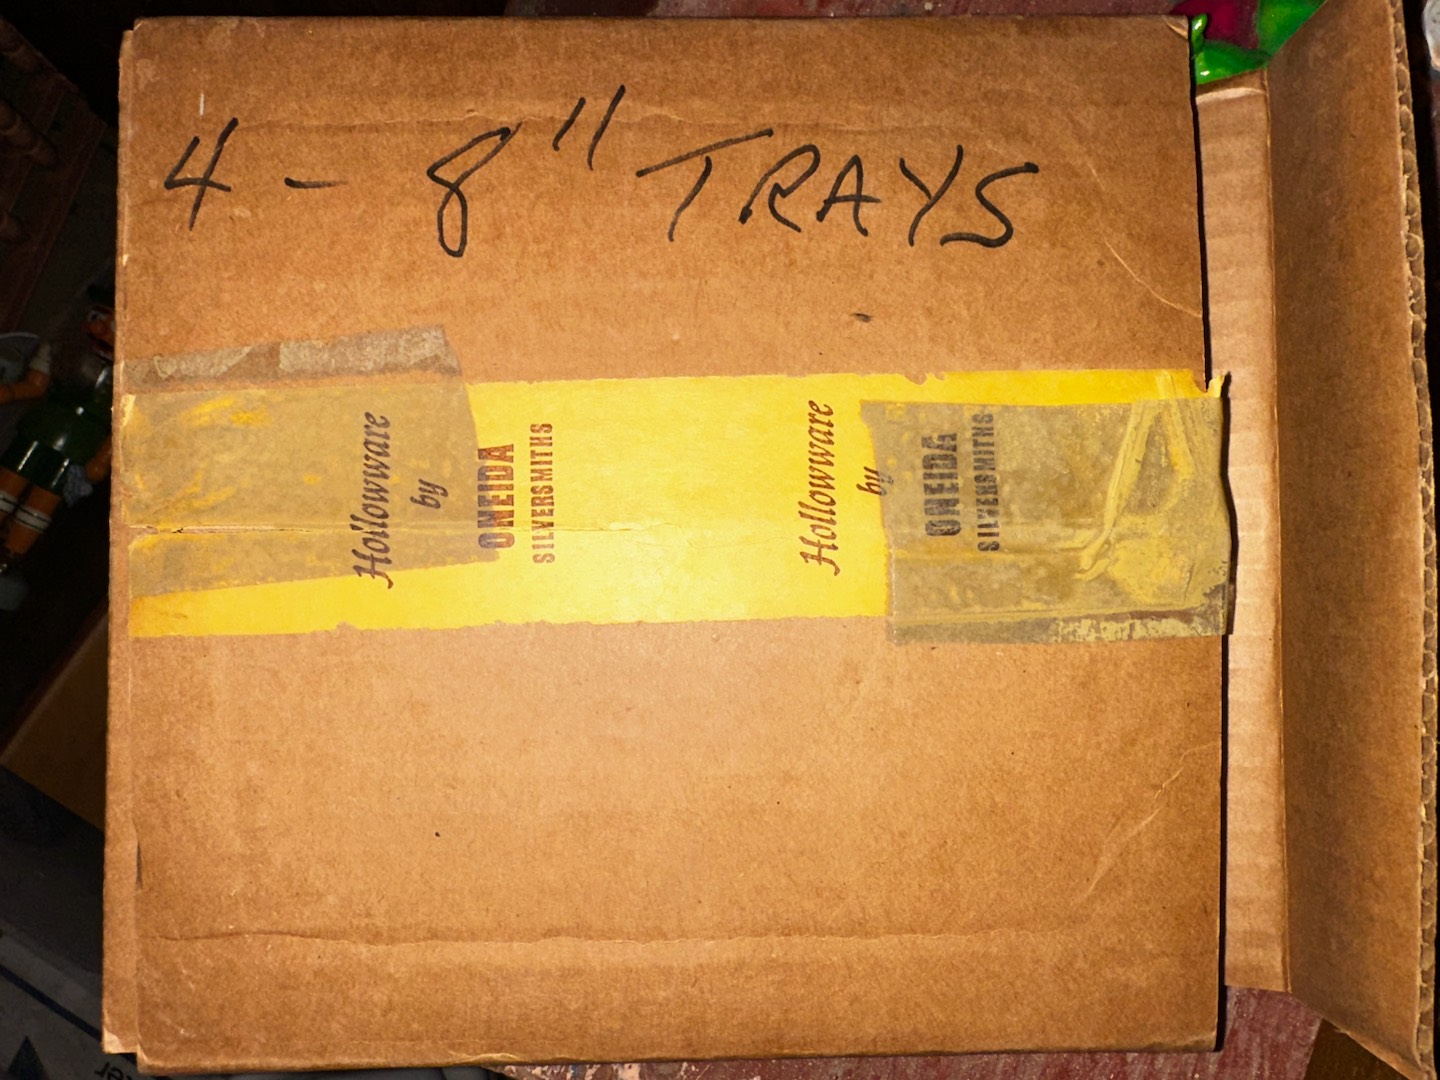 4 - 8" TRAYS
Hollowware
by
ONEIDA
SILVERSMITHS
Hollowware
by
ONEIDA
SILVERSMITHS